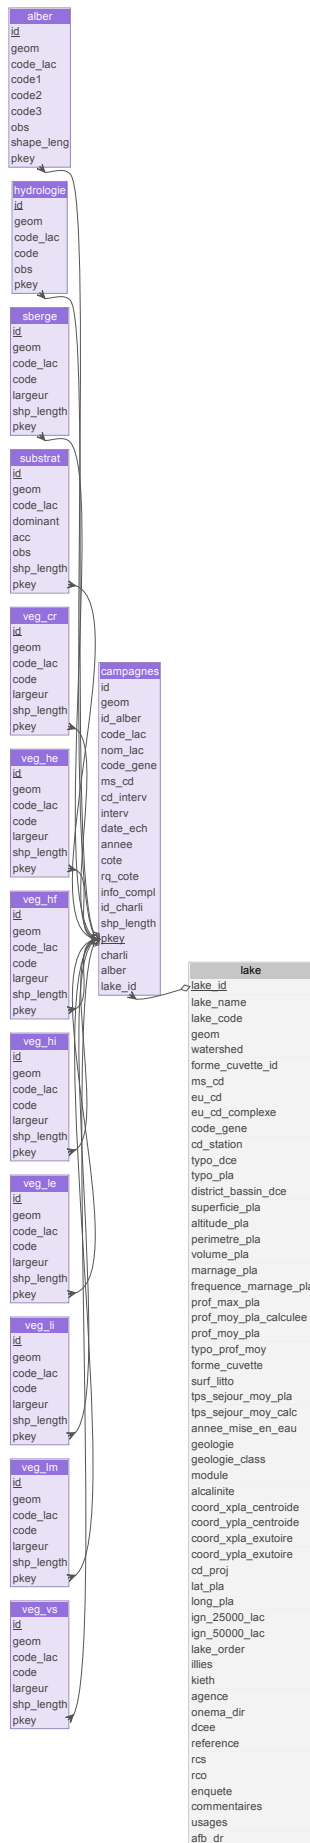 alber
id
geom
code_lac
code1
code2
code3
obs
shape_leng
pkey
hydrologie
id
geom
code_lac
code
obs
pkey
sberge
id
geom
code_lac
code
largeur
shp_length
pkey
substrat
id
geom
code_lac
dominant
acc
obs
shp_length
pkey
veg_cr
id
geom
code_lac
code
largeur
shp_length
pkey
veg_he
id
geom
code_lac
code
largeur
shp_length
pkey
veg_hf
id
geom
code_lac
code
largeur
shp_length
pkey
veg_hi
id
geom
code_lac
code
largeur
shp_length
pkey
veg_le
id
geom
code_lac
code
largeur
shp_length
pkey
veg_li
id
geom
code_lac
code
largeur
shp_length
pkey
veg_lm
id
geom
code_lac
code
largeur
shp_length
pkey
veg_vs
id
geom
code_lac
code
largeur
shp_length
pkey
campagnes
id
geom
id_alber
code_lac
nom_lac
code_gene
ms_cd
cd_interv
interv
date_ech
annee
cote
rq_cote
info_compl
id_charli
shp_length
pkey
charli
alber
lake_id
lake
lake_id
lake_name
lake_code
geom
watershed
forme_cuvette_id
ms_cd
eu_cd
eu_cd_complexe
code_gene
cd_station
typo_dce
typo_pla
district_bassin_dce
superficie_pla
altitude_pla
perimetre_pla
volume_pla
marnage_pla
frequence_marnage_pla
prof_max_pla
prof_moy_pla_calculee
prof_moy_pla
typo_prof_moy
forme_cuvette
surf_litto
tps_sejour_moy_pla
tps_sejour_moy_calc
annee_mise_en_eau
geologie
geologie_class
module
alcalinite
coord_xpla_centroide
coord_ypla_centroide
coord_xpla_exutoire
coord_ypla_exutoire
cd_proj
lat_pla
long_pla
ign_25000_lac
ign_50000_lac
lake_order
illies
kieth
agence
onema_dir
dcee
reference
rcs
rco
enquete
commentaires
usages
afb_dr